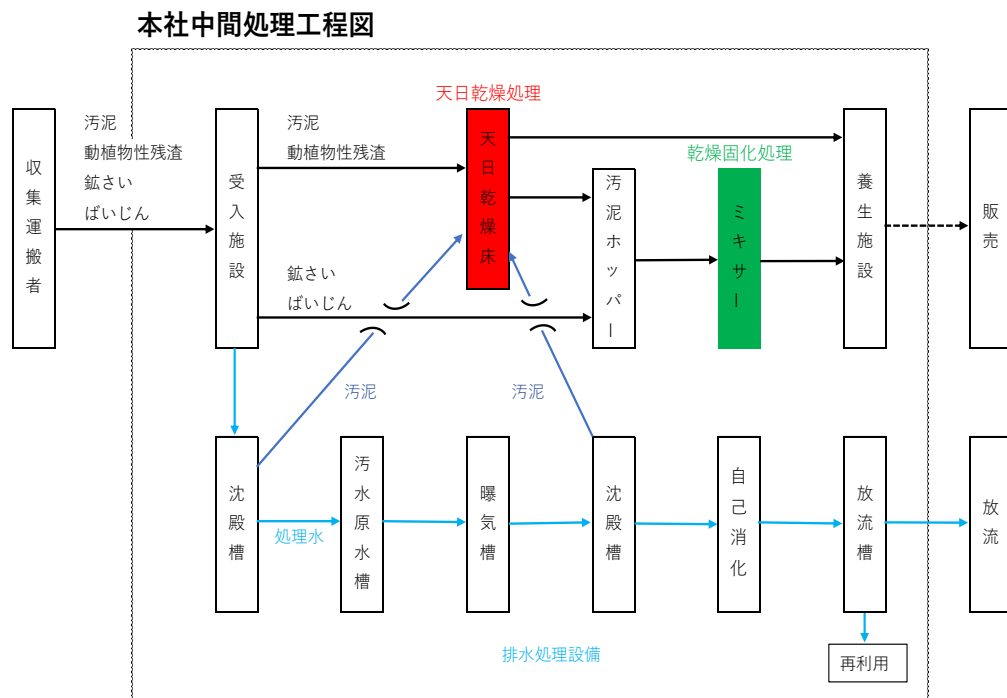 本社中間処理工程図
天日乾燥処理
汚泥
動植物性残渣
鉱さい
ばいじん
汚泥
動植物性残渣
乾燥固化処理
収集運搬者
受入施設
天日乾燥床
汚泥ホッパー
ミキサー
養生施設
販売
鉱さい
ばいじん
汚泥
汚泥
沈殿槽
処理水
汚水原水槽
曝気槽
沈殿槽
自己消化
放流槽
放流
排水処理設備
再利用